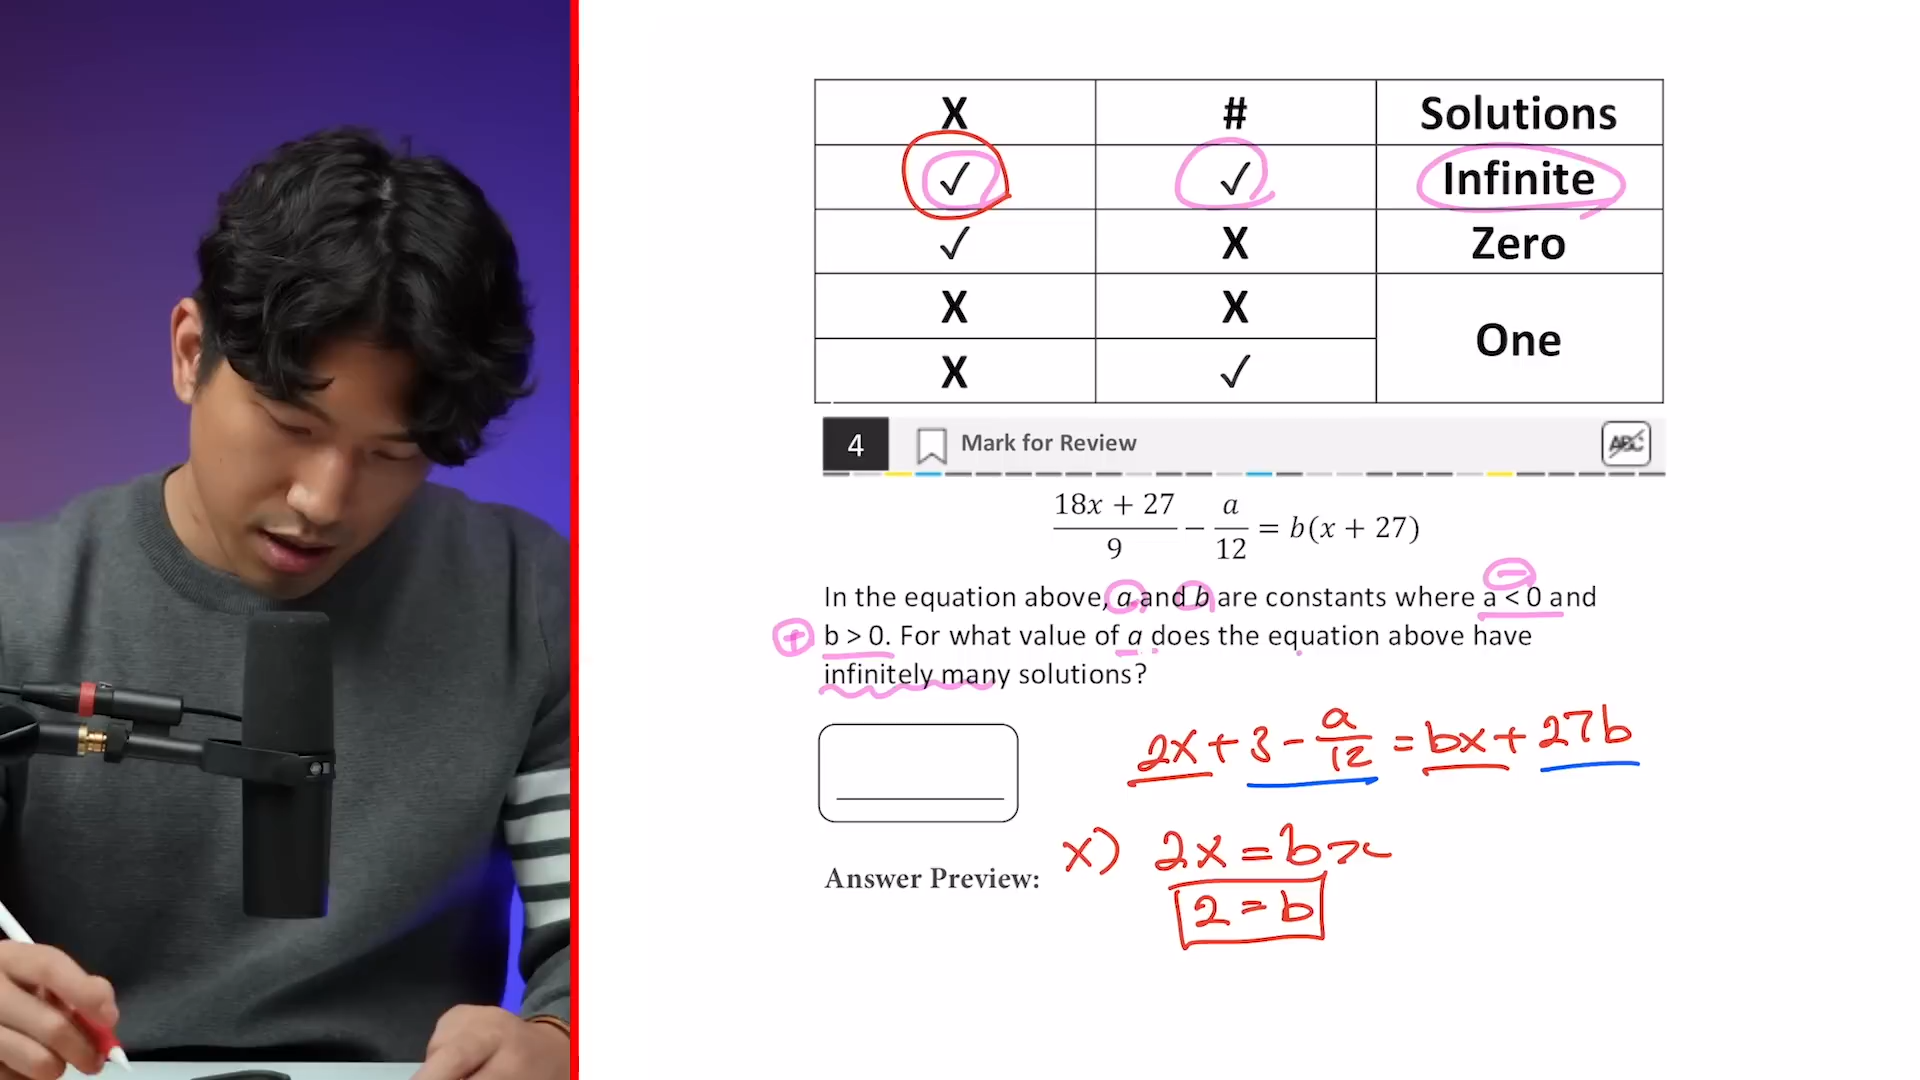 X # Solutions
✓ ✓ Infinite
✓ X Zero
X X One
X ✓
4 Mark for Review ABC
(18x + 27)/9 − a/12 = b(x + 27)
−
In the equation above, a and b are constants where a < 0 and
+ b > 0. For what value of a does the equation above have
infinitely many solutions?
2x + 3 − a/12 = bx + 27b
x) 2x = bx
Answer Preview:
2 = b